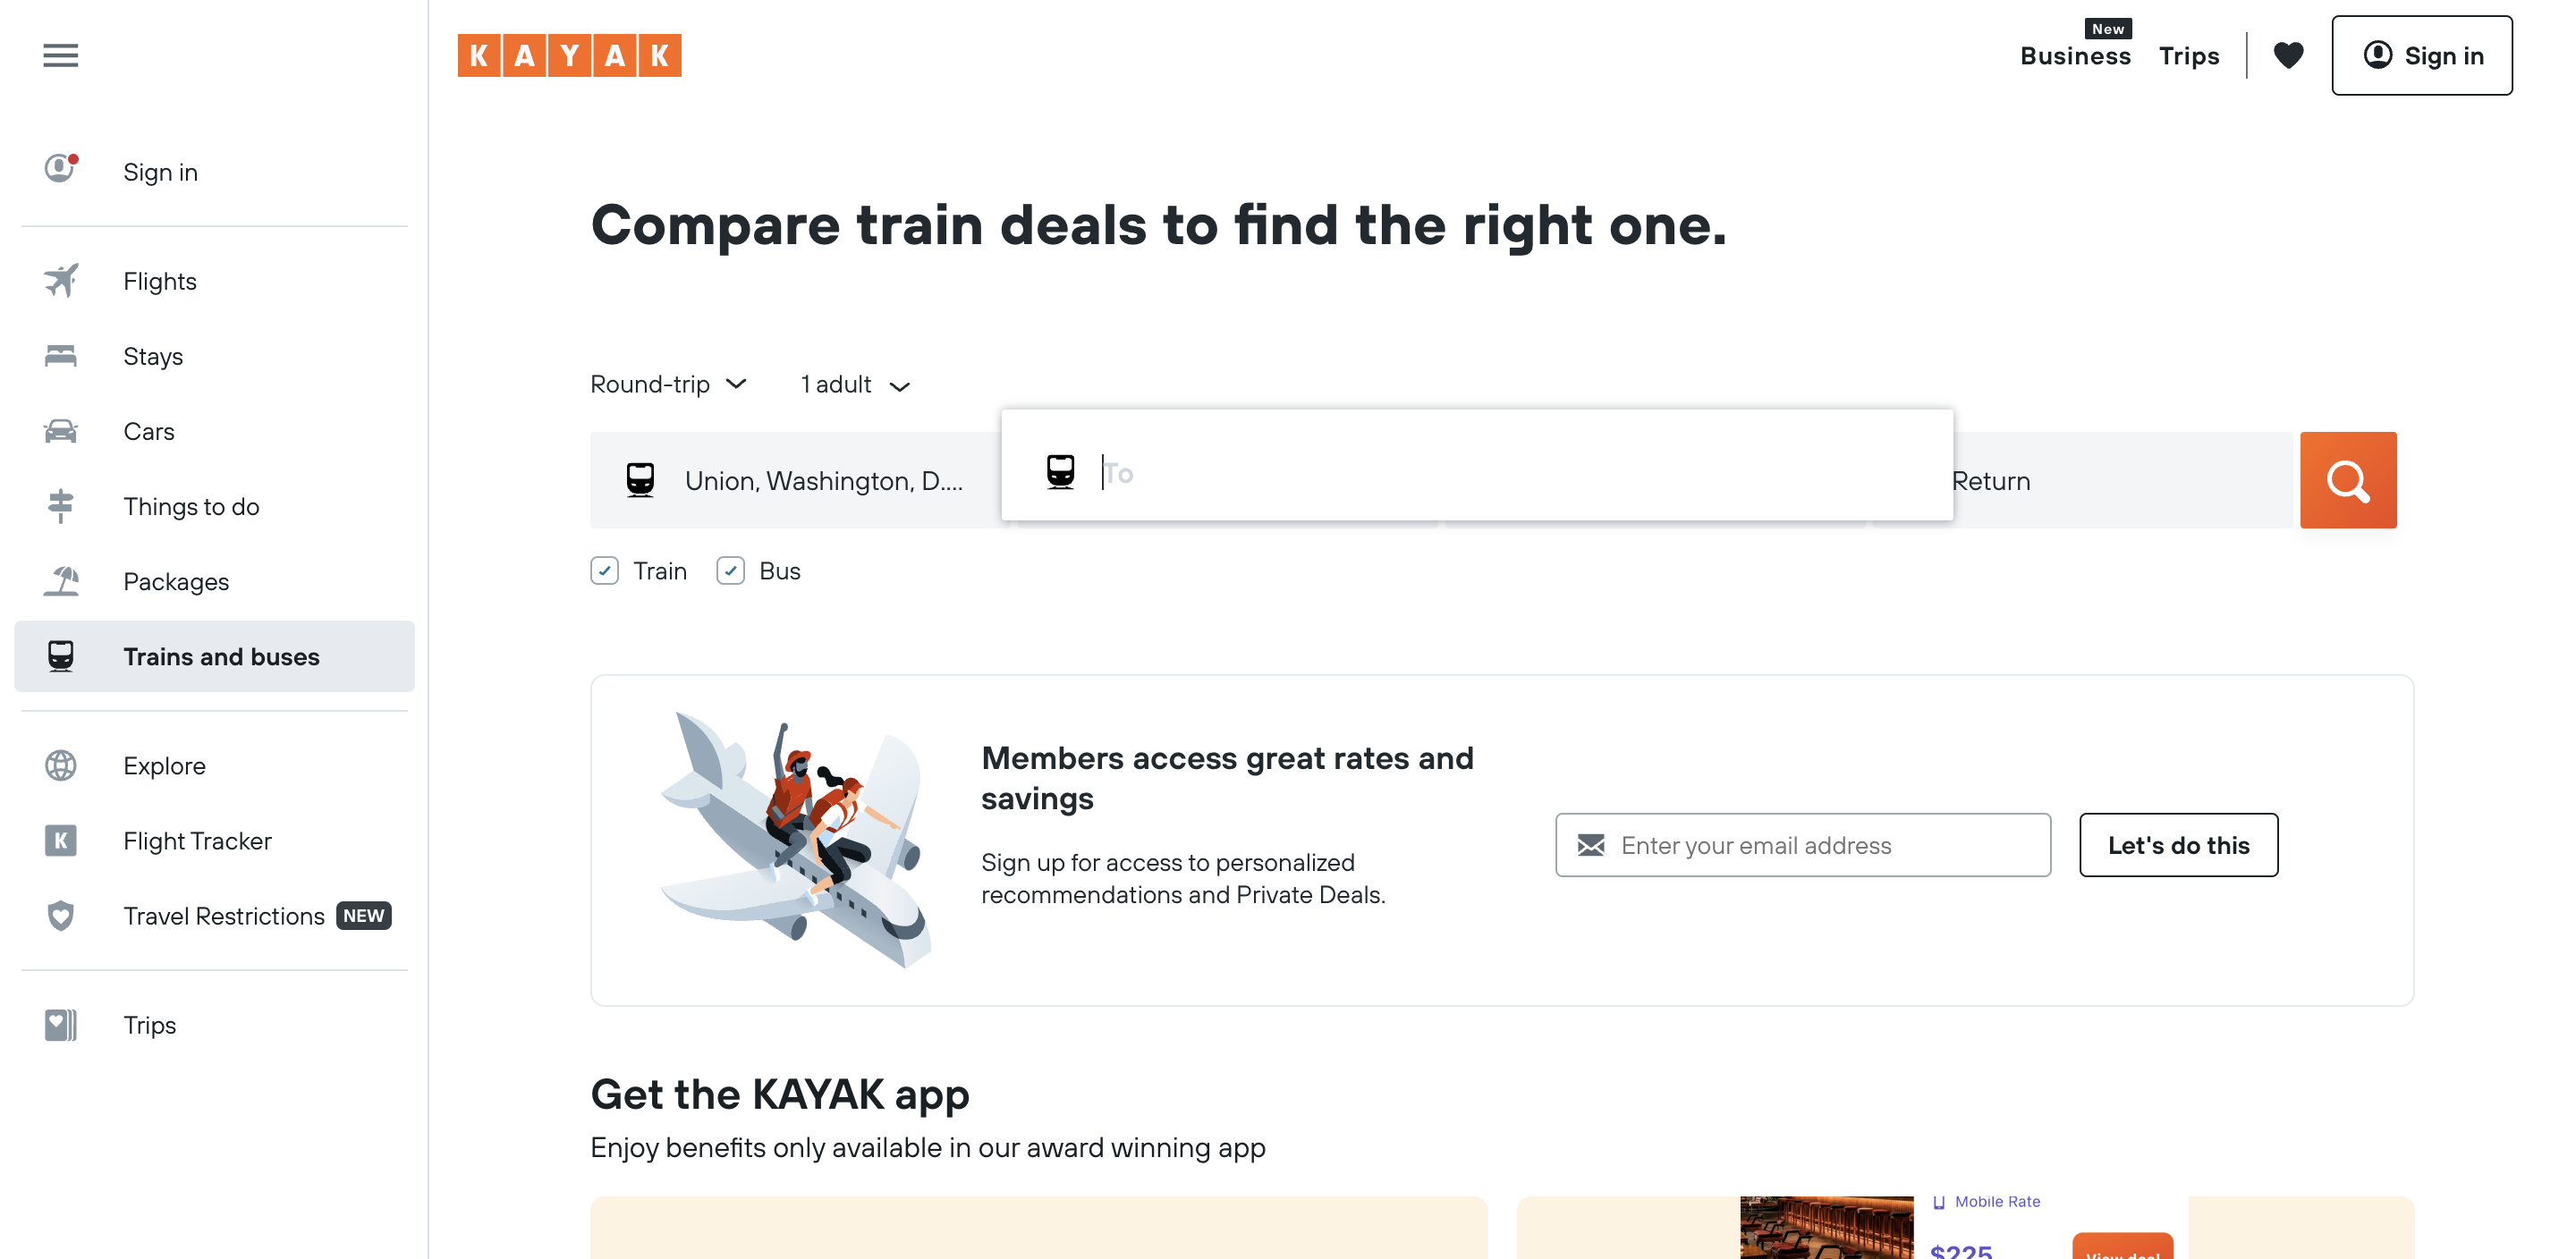 KAYAK
New
Business
Trips
Sign in
Sign in
Flights
Stays
Cars
Things to do
Packages
Trains and buses
Explore
K
Flight Tracker
Travel Restrictions NEW
Trips
Compare train deals to find the right one.
Round-trip
1 adult
Union, Washington, D....
To
Return
Train
Bus
Members access great rates and
savings
Sign up for access to personalized
recommendations and Private Deals.
Enter your email address
Let's do this
Get the KAYAK app
Enjoy benefits only available in our award winning app
Mobile Rate
$225
View deal